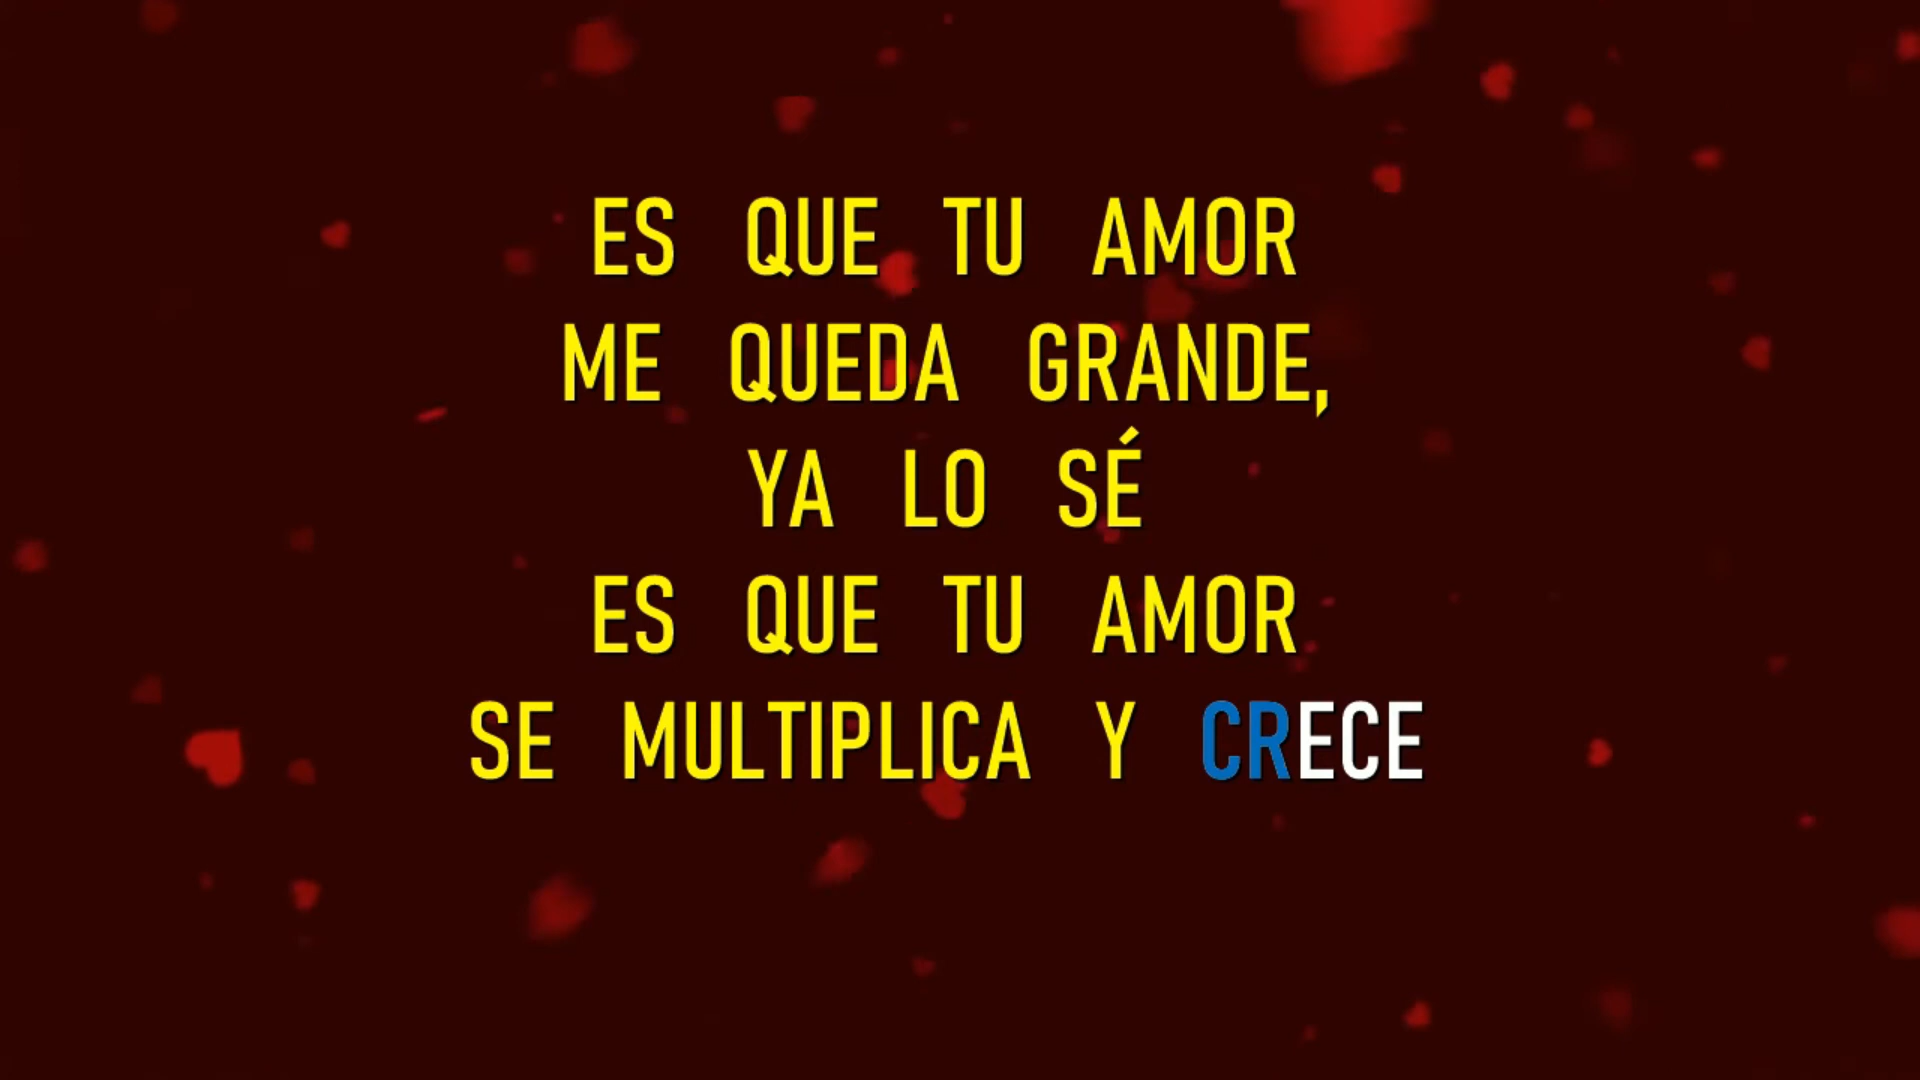 ES QUE TU AMOR
ME QUEDA GRANDE,
YA LO SÉ
ES QUE TU AMOR
SE MULTIPLICA Y CRECE